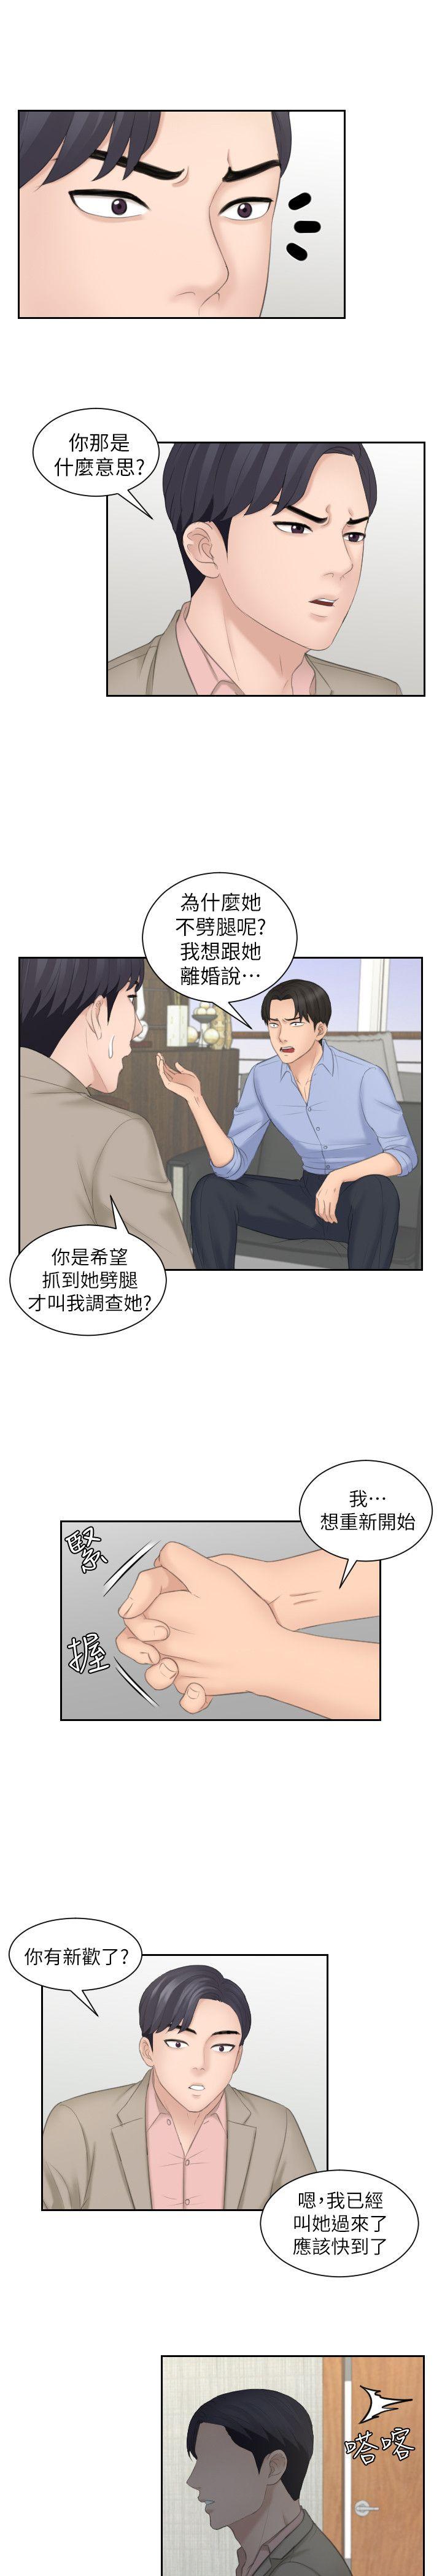 你那是
什麼意思?
為什麼她
不劈腿呢?
我想跟她
離婚說…
你是希望
抓到她劈腿
才叫我調查她?
我…
想重新開始
緊
握
你有新歡了?
嗯,我已經
叫她過來了
應該快到了
喀
嗒